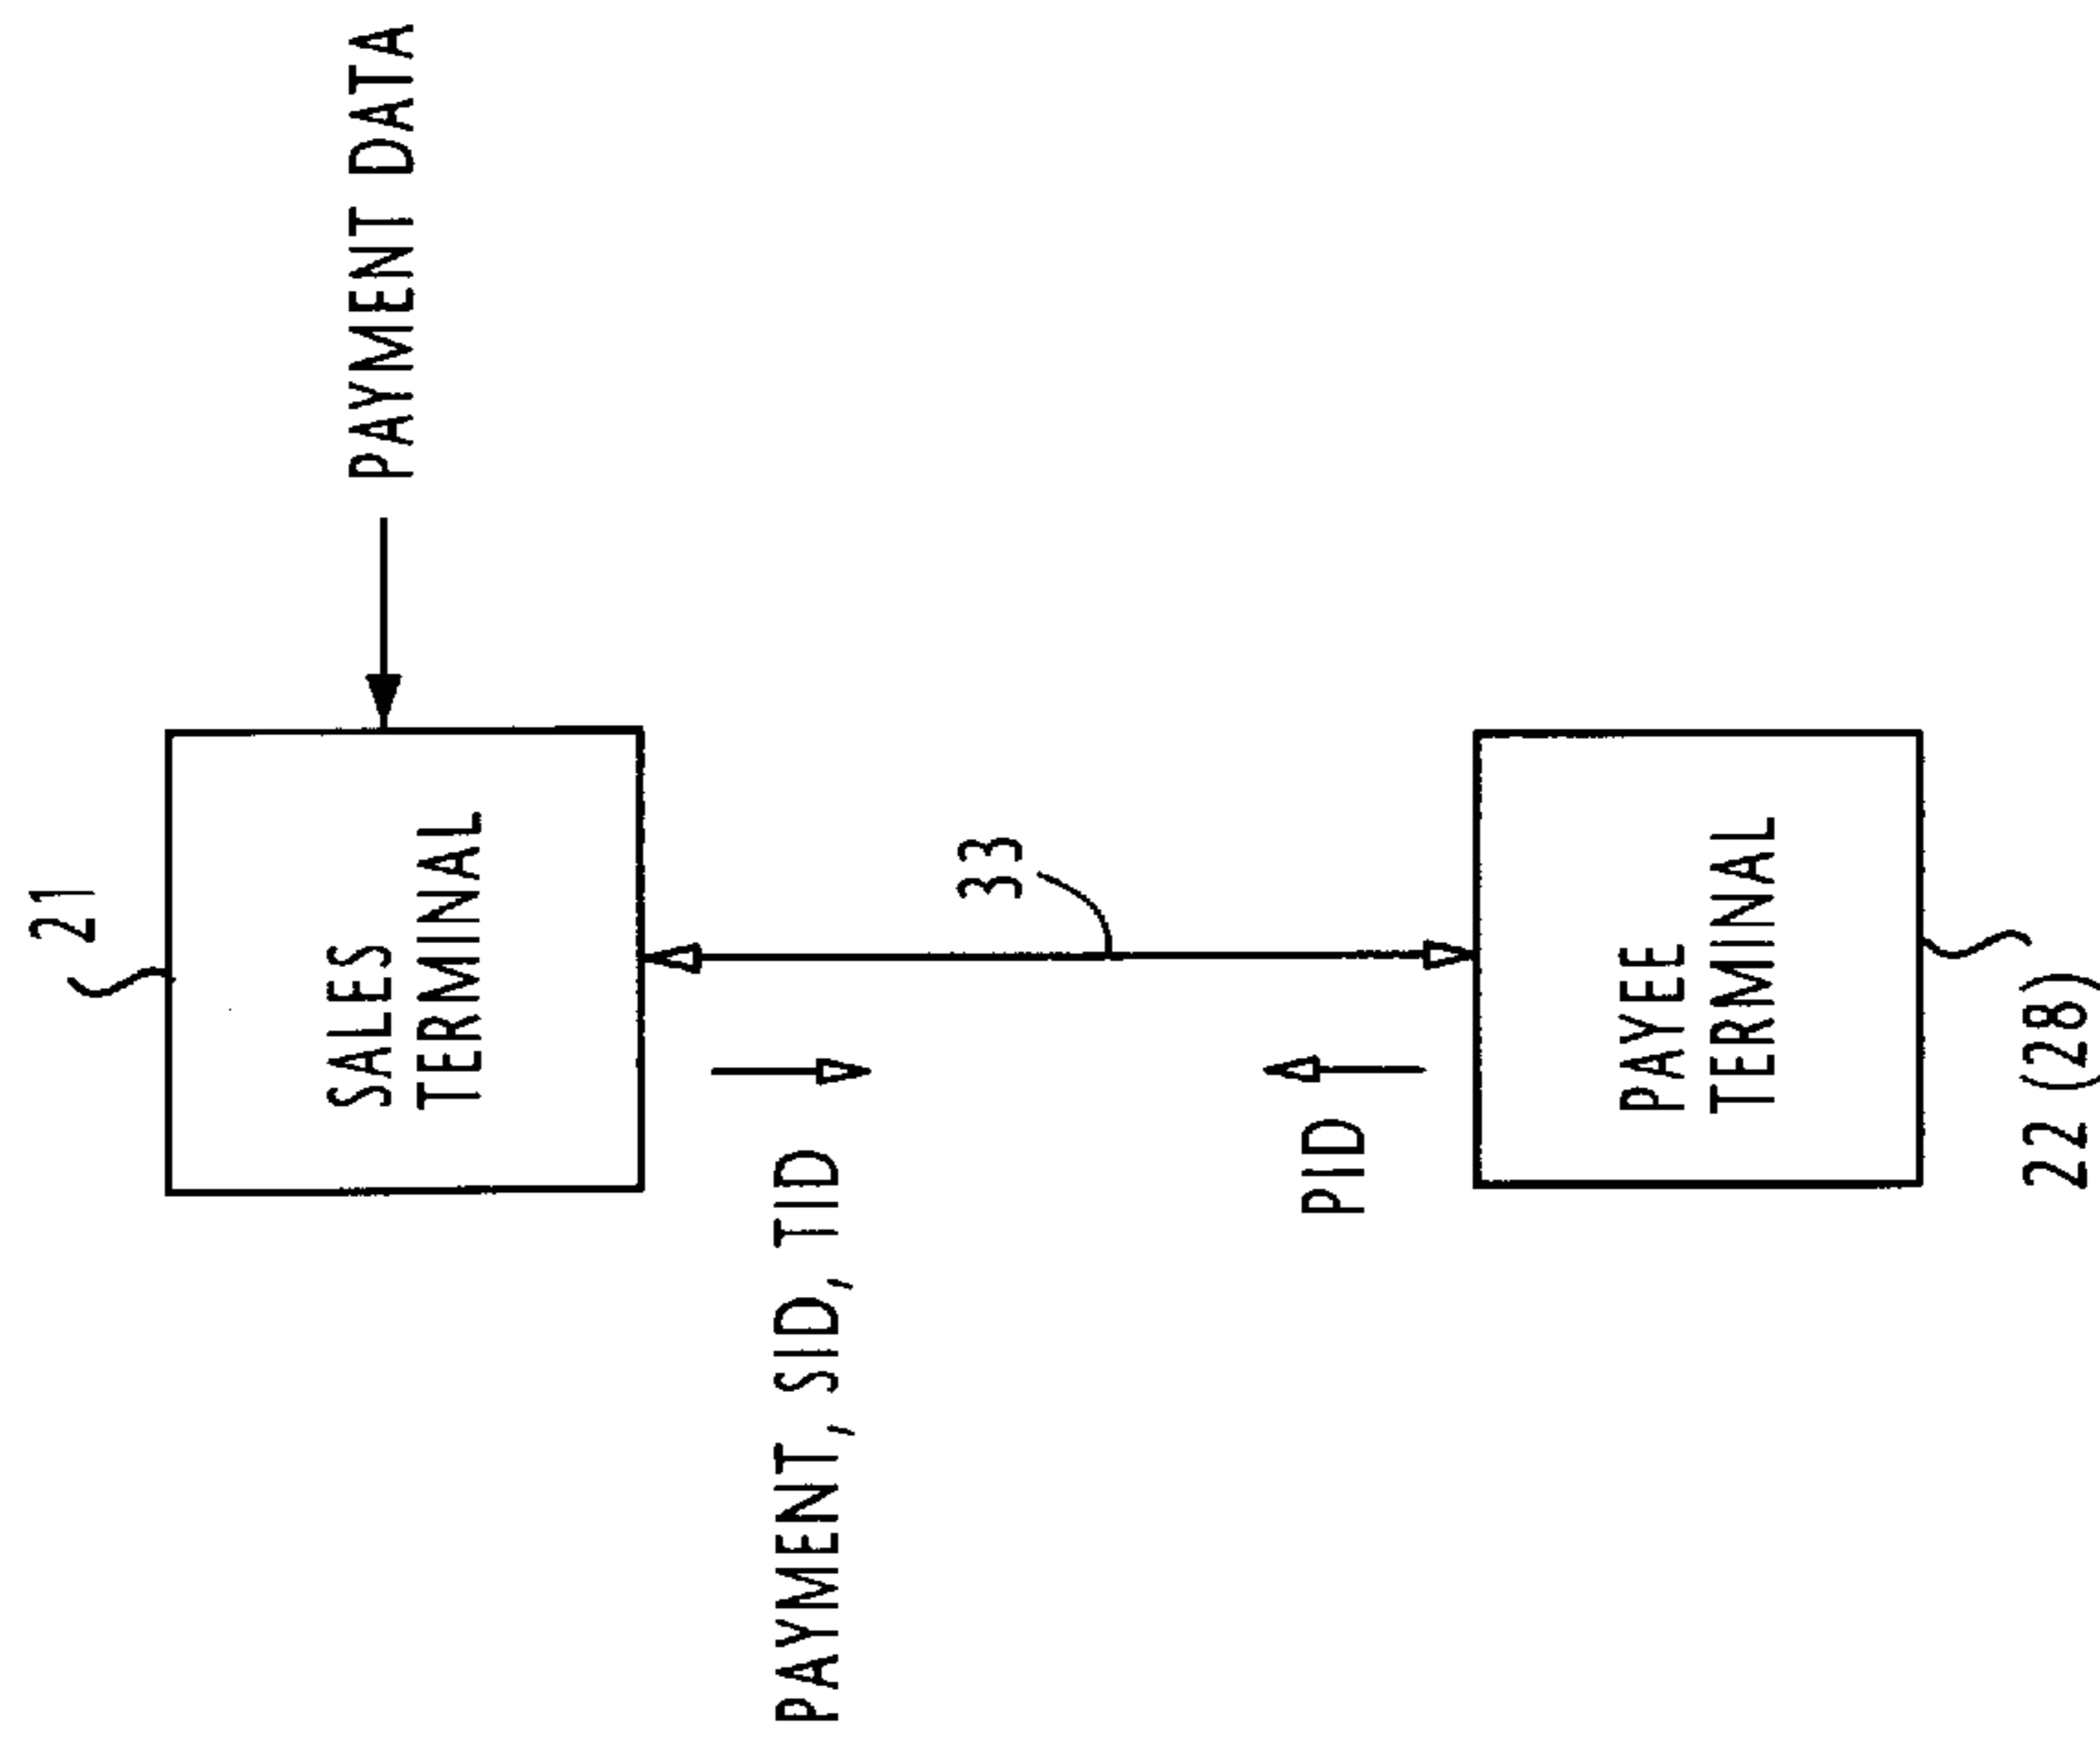 21
SALES
TERMINAL
PAYMENT DATA
PAYMENT, SID, TID
33
PID
PAYEE
TERMINAL
22 (28)